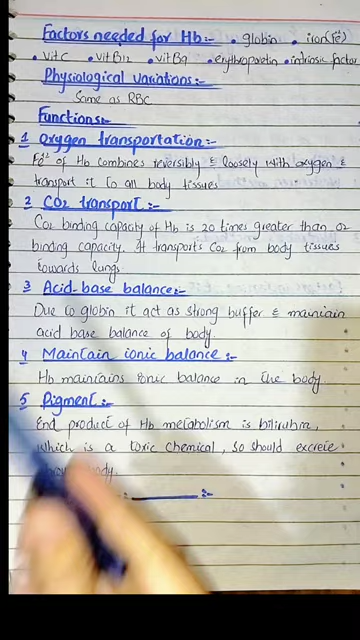 Factors needed for Hb: • globin • iron(Fe)
• vit C • vit B12 • vit B9 • erythropoietin • intrinsic factor
Physiological variations:-
Same as RBC
Functions:-
1 Oxygen transportation:-
Fe+2 of Hb combines reversibly & loosely with oxygen &
transport it to all body tissues
2 CO2 transport:-
CO2 binding capacity of Hb is 20 times greater than O2
binding capacity. It transports CO2 from body tissues
towards lungs
3 Acid-base balance:-
Due to globin it act as strong buffer & maintain
acid base balance of body.
4 Maintain ionic balance:-
Hb maintains ionic balance in the body
5 Pigment:-
End product of Hb metabolism is bilirubin,
which is a toxic chemical, so should excrete
body.